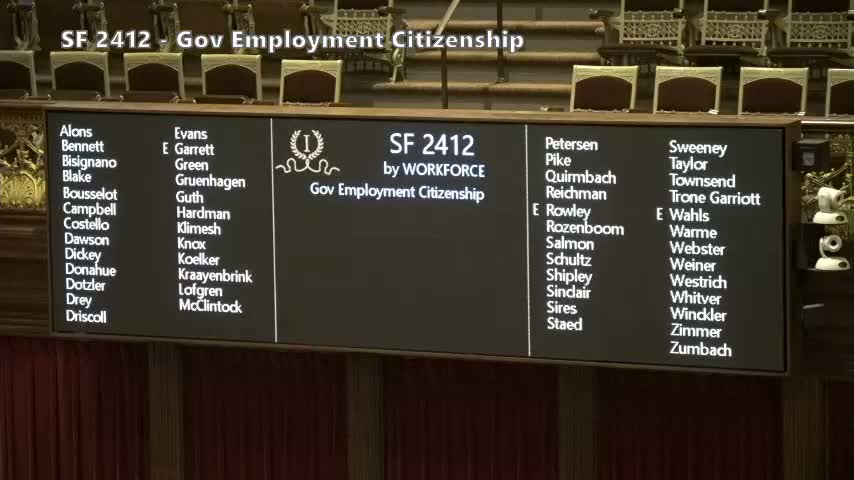 SF 2412 - Gov Employment Citizenship
Alons
Bennett
Bisignano
Blake
Bousselot
Campbell
Costello
Dawson
Dickey
Donahue
Dotzler
Drey
Driscoll
Evans
E Garrett
Green
Gruenhagen
Guth
Hardman
Klimesh
Knox
Koelker
Kraayenbrink
Lofgren
McClintock
I
SF 2412
by WORKFORCE
Gov Employment Citizenship
Petersen
Pike
Quirmbach
Reichman
E Rowley
Rozenboom
Salmon
Schultz
Shipley
Sinclair
Sires
Staed
Sweeney
Taylor
Townsend
Trone Garriott
E Wahls
Warme
Webster
Weiner
Westrich
Whitver
Winckler
Zimmer
Zumbach